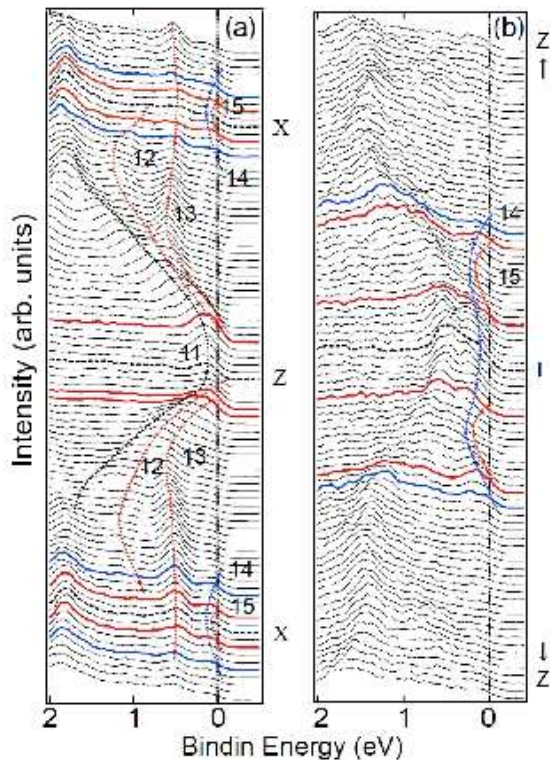 (a)
(b)
Z
↑
15
X
12
14
13
14
15
11
Z
I
12
13
14
15
X
↓
Z
Intensity (arb. units)
2 1 0 2 1 0
Bindin Energy (eV)